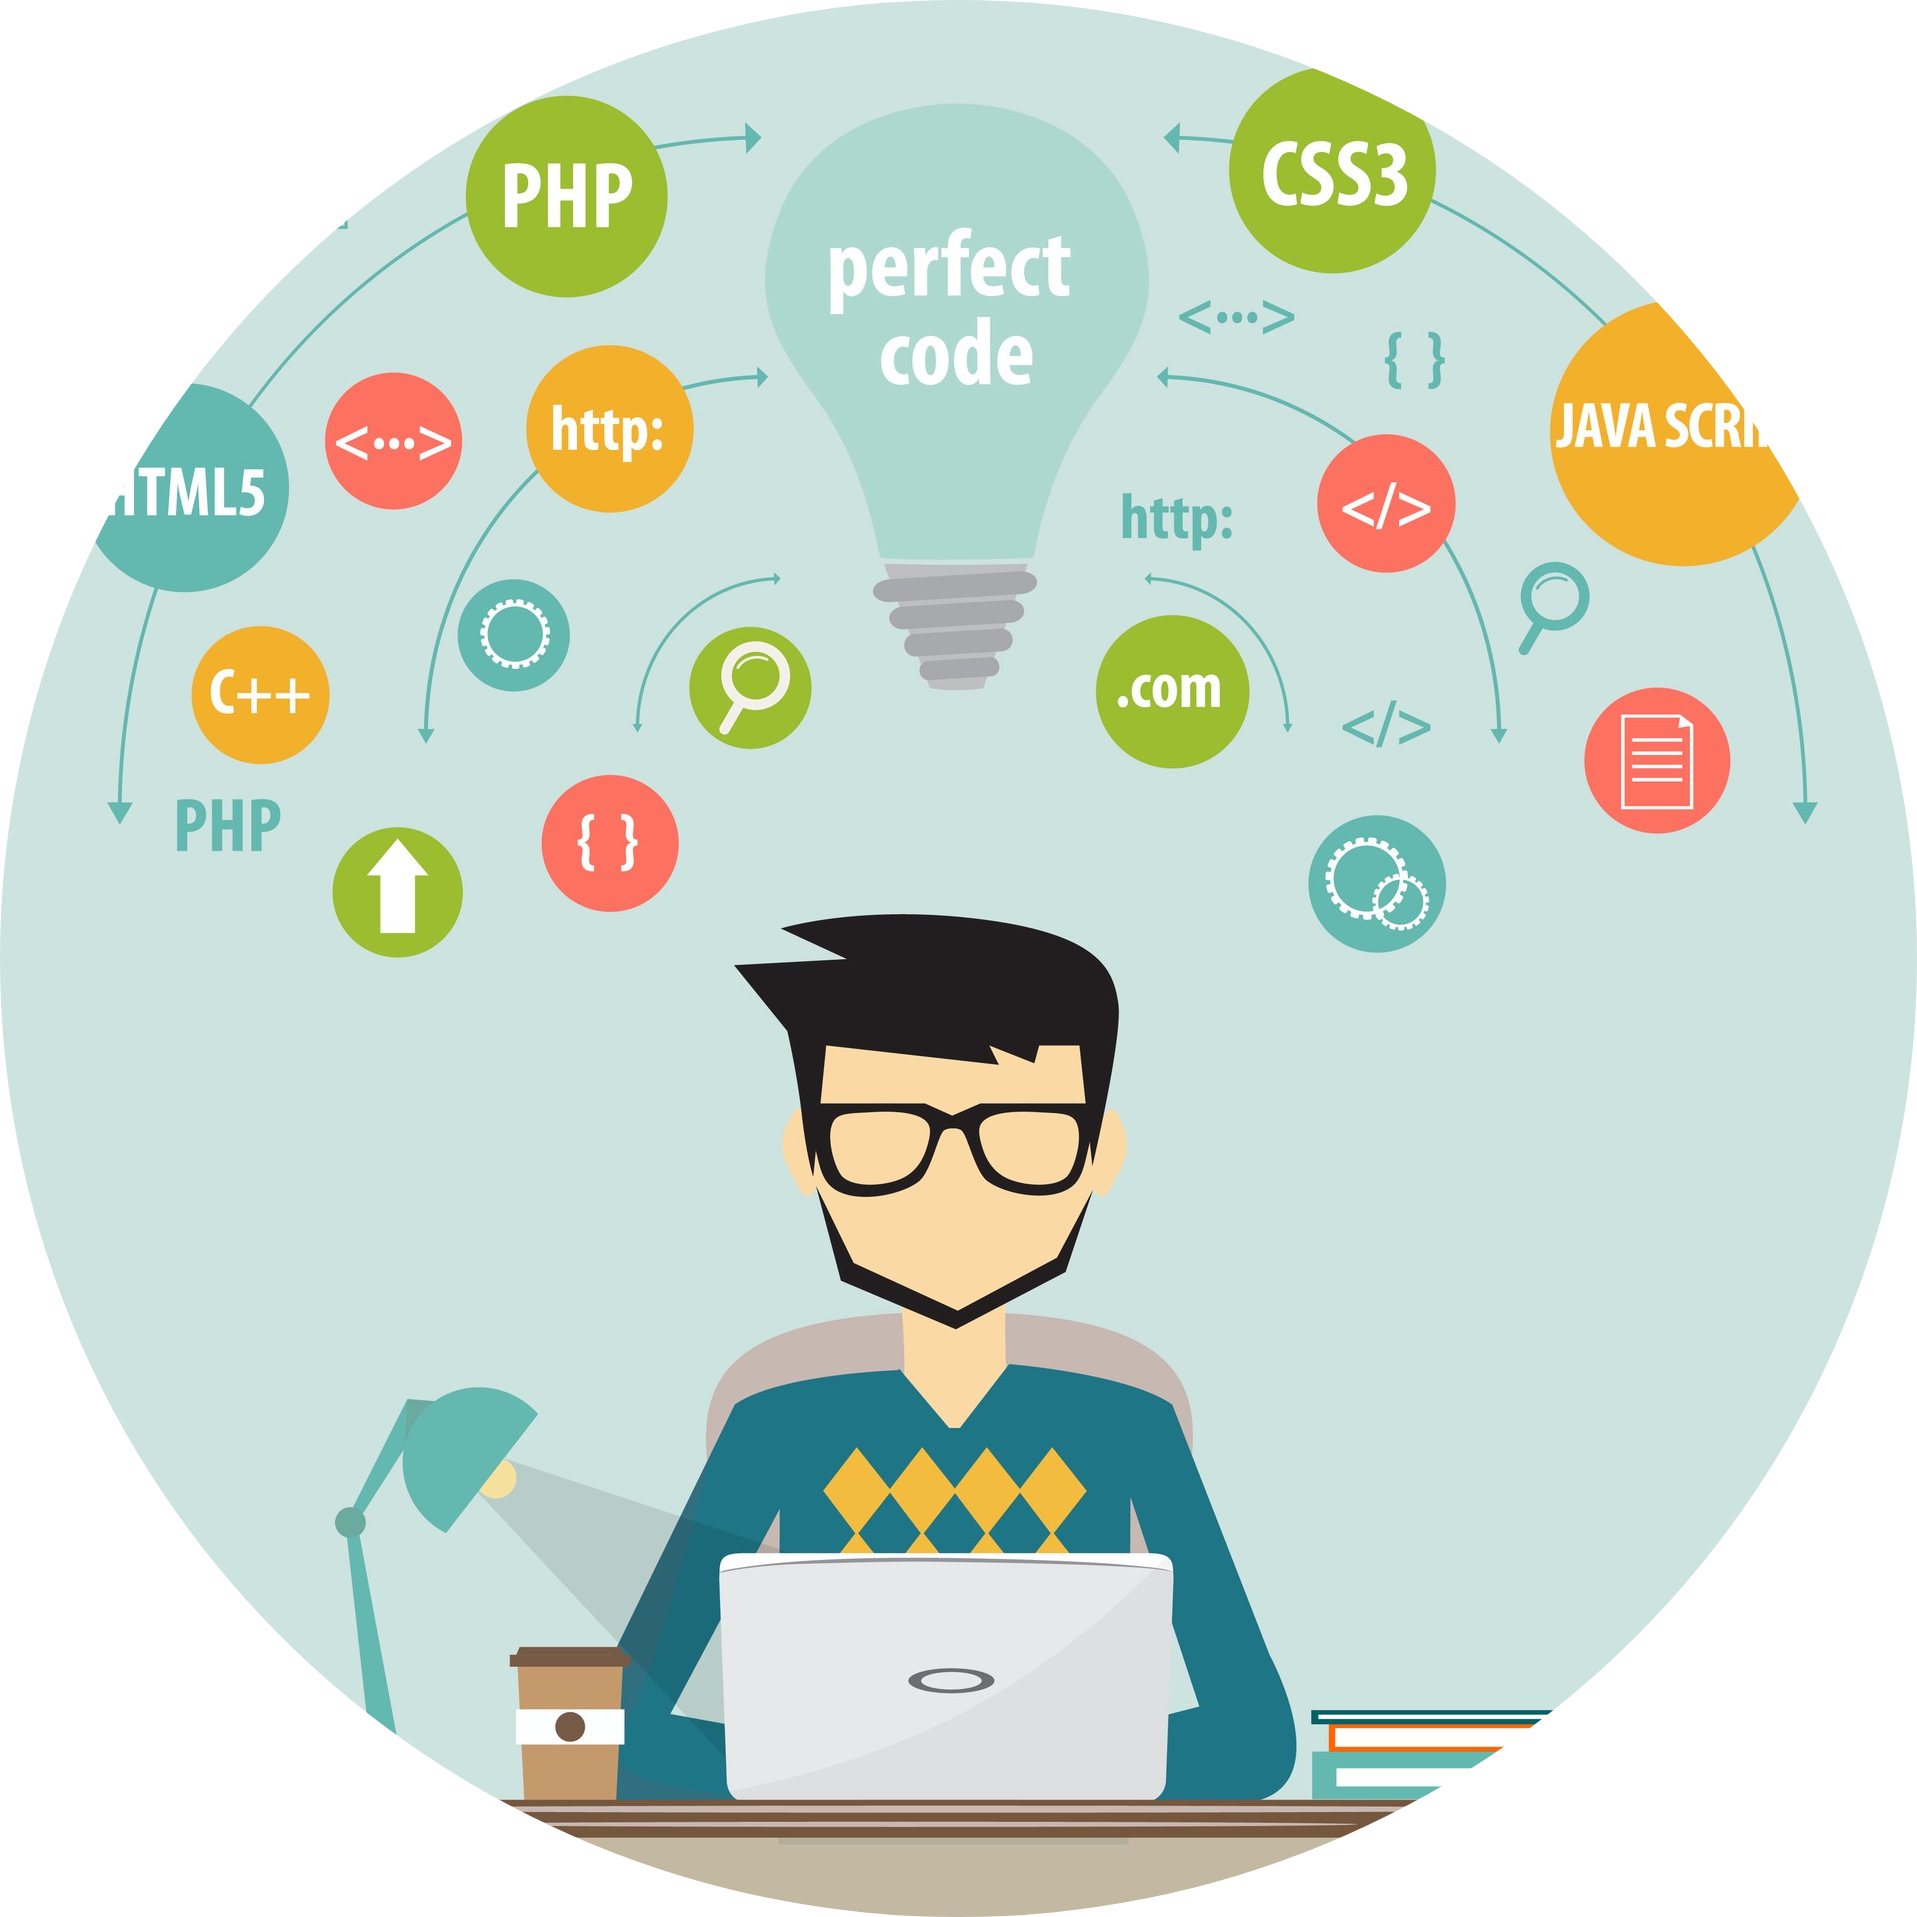 PHP
CSS3
perfect
code
<...>
{ }
HTML5
<...>
http:
JAVA SCRI
</>
http:
C++
.com
</>
PHP
{ }